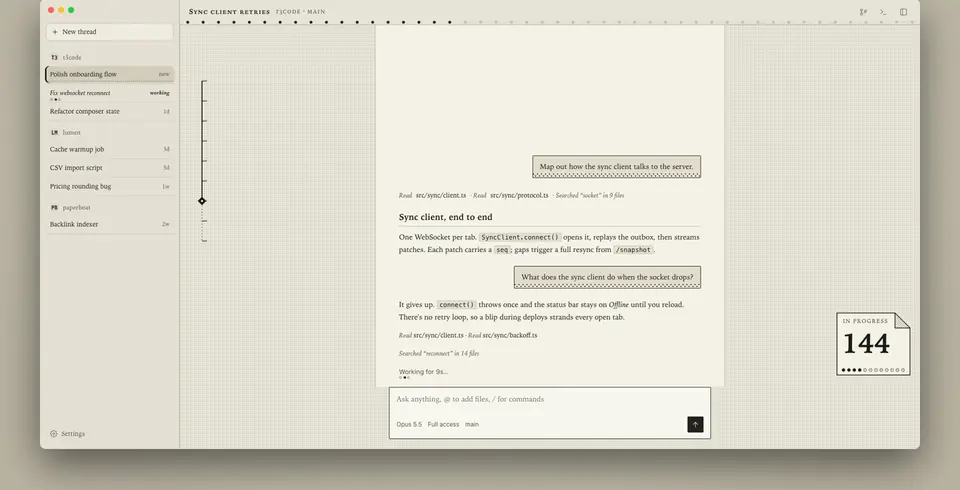 SYNC CLIENT RETRIES T3CODE · MAIN
+ New thread
T3 t3code
Polish onboarding flow new
Fix websocket reconnect working
Refactor composer state 1d
LM lumen
Cache warmup job 3d
CSV import script 5d
Pricing rounding bug 1w
PB paperboat
Backlink indexer 2w
Settings
Map out how the sync client talks to the server.
Read src/sync/client.ts · Read src/sync/protocol.ts · Searched "socket" in 9 files
Sync client, end to end
One WebSocket per tab. SyncClient.connect() opens it, replays the outbox, then streams
patches. Each patch carries a seq; gaps trigger a full resync from /snapshot.
What does the sync client do when the socket drops?
It gives up. connect() throws once and the status bar stays on Offline until you reload.
There's no retry loop, so a blip during deploys strands every open tab.
Read src/sync/client.ts · Read src/sync/backoff.ts
Searched "reconnect" in 14 files
Working for 9s...
Ask anything, @ to add files, / for commands
Opus 5.5 Full access main
IN PROGRESS
144